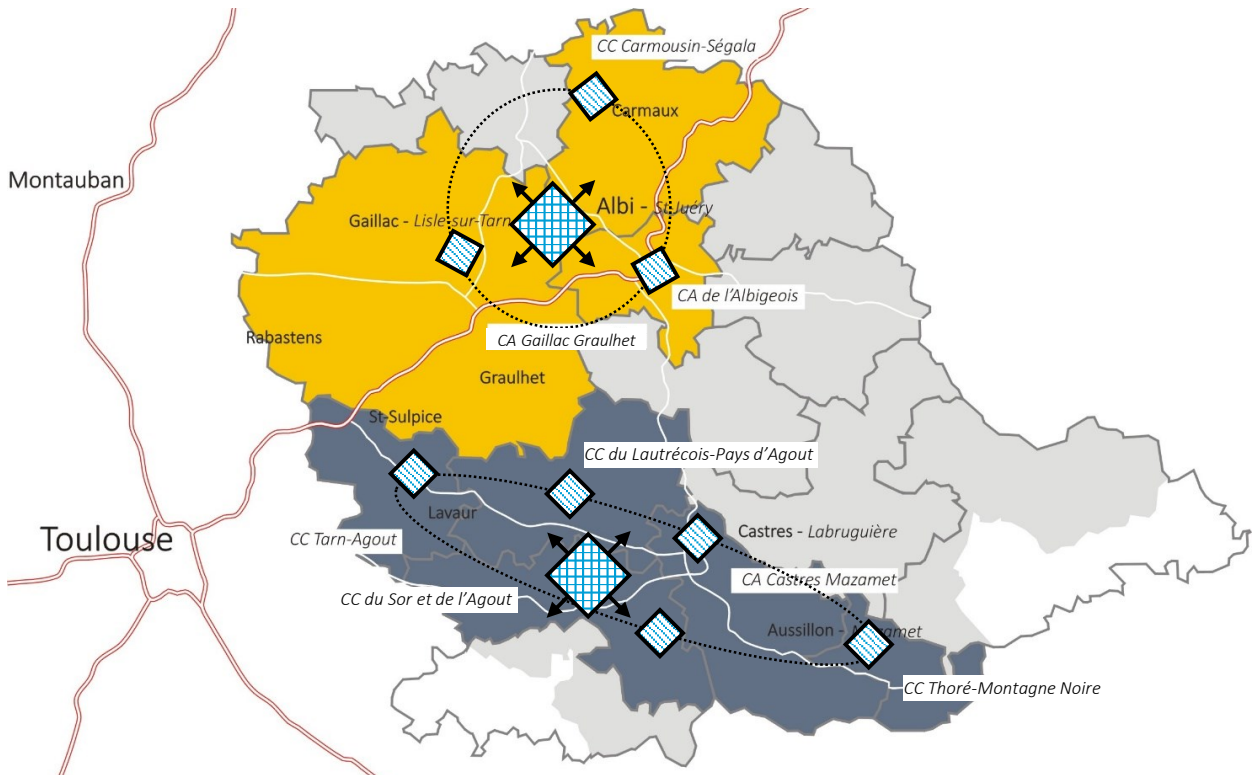 CC Carmousin-Ségala
Carmaux
Montauban
Albi - St-Juéry
Gaillac - Lisle-sur-Tarn
CA de l'Albigeois
Rabastens
CA Gaillac Graulhet
Graulhet
St-Sulpice
CC du Lautrécois-Pays d'Agout
Lavaur
Toulouse
CC Tarn-Agout
Castres - Labruguière
CA Castres Mazamet
CC du Sor et de l'Agout
Aussillon - Mazamet
CC Thoré-Montagne Noire